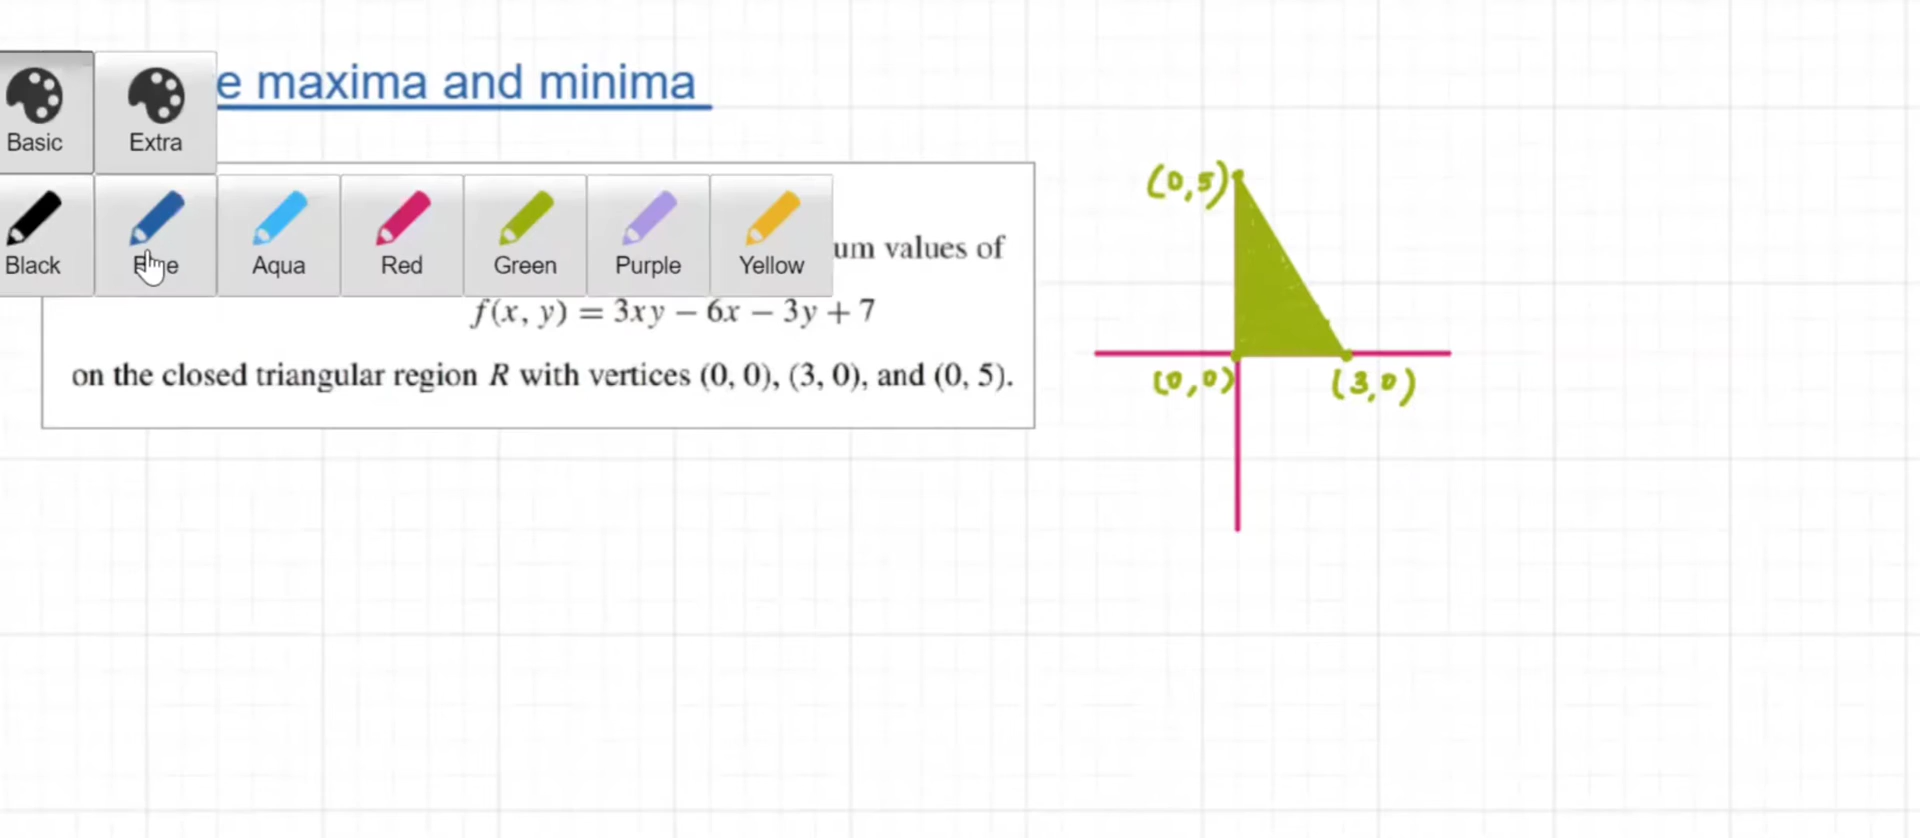 e maxima and minima
Basic
Extra
Black
Aqua
Red
Green
Purple
Yellow
um values of
f(x, y) = 3xy − 6x − 3y + 7
on the closed triangular region R with vertices (0, 0), (3, 0), and (0, 5).
(0,5)
(0,0)
(3,0)